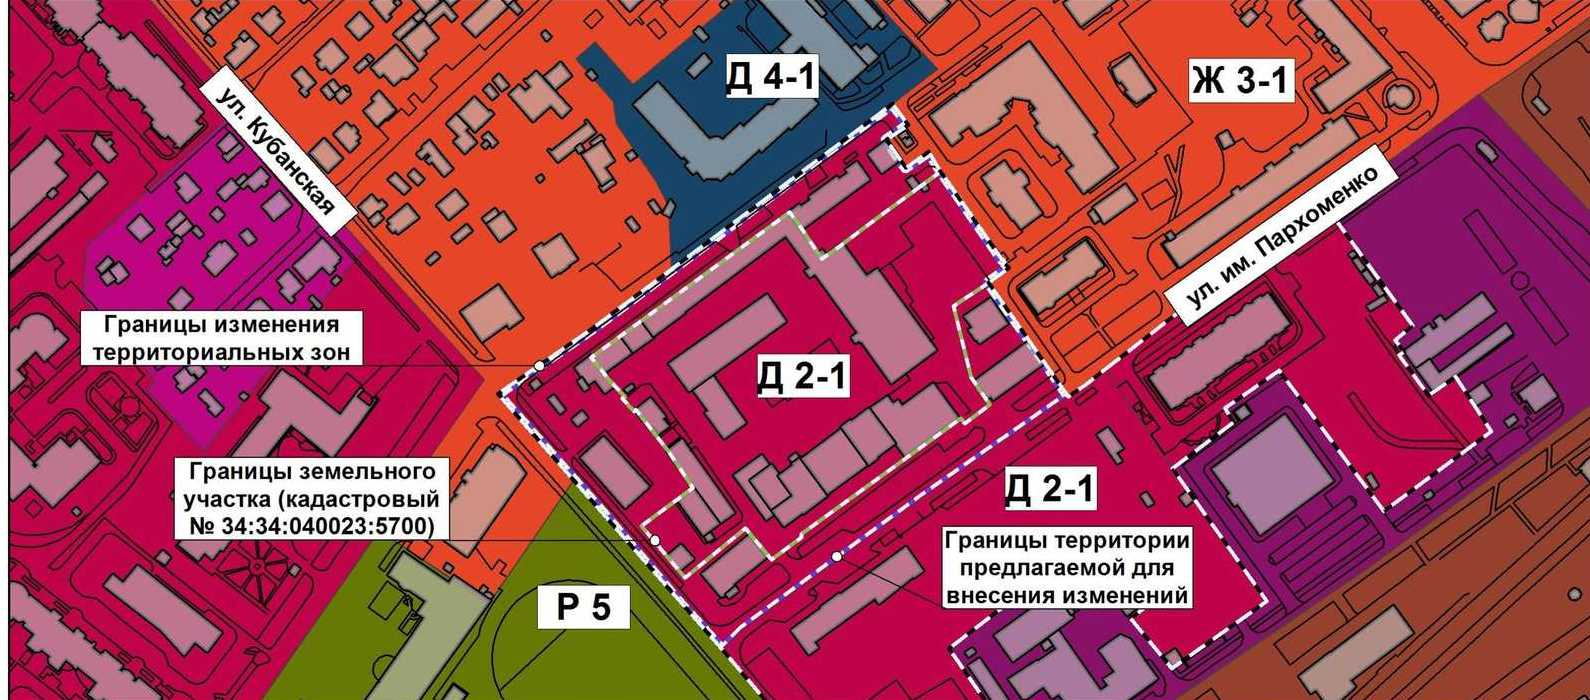 Д 4-1
Ж 3-1
ул. Кубанская
ул. им. Пархоменко
Границы изменения
территориальных зон
Д 2-1
Границы земельного
участка (кадастровый
№ 34:34:040023:5700)
Д 2-1
Границы территории
предлагаемой для
внесения изменений
Р 5